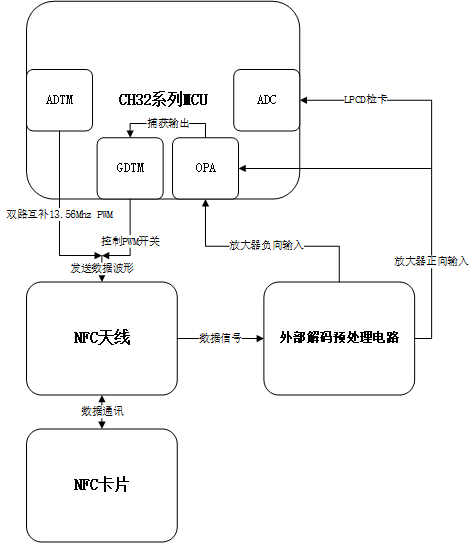 ADTM
CH32系列MCU
ADC
LPCD检卡
捕获输出
GDTM
OPA
双路互补13.56Mhz PWM
控制PWM开关
放大器负向输入
放大器正向输入
发送数据波形
NFC天线
数据信号
外部解码预处理电路
数据通讯
NFC卡片